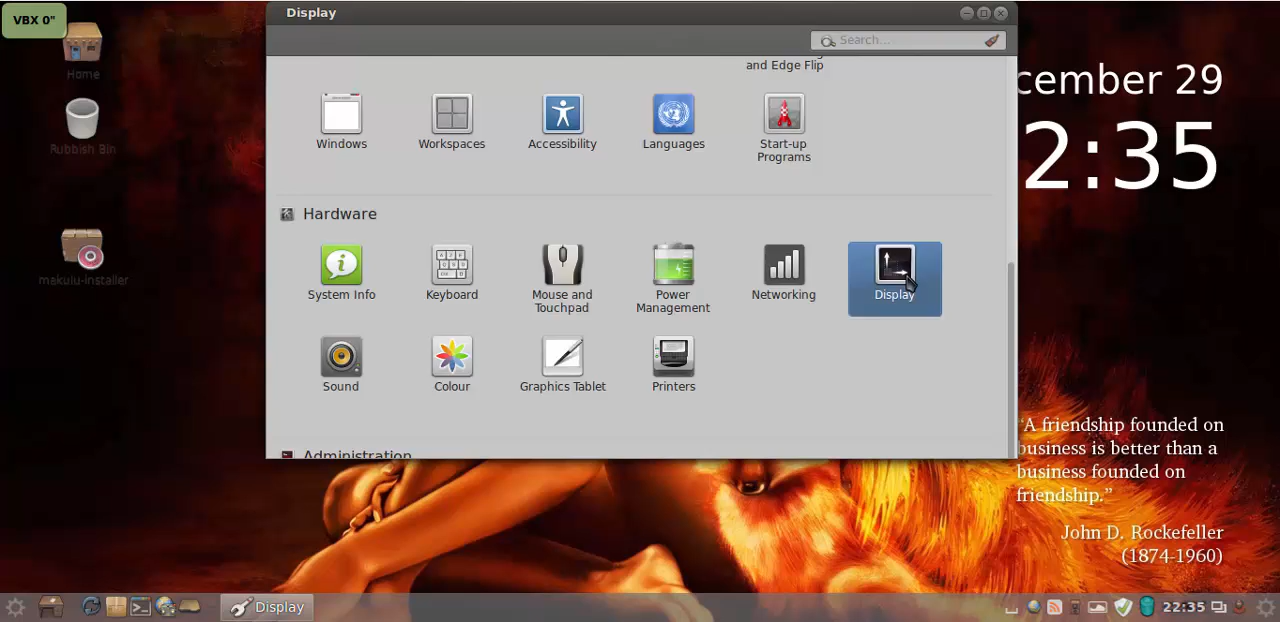 VBX 0"
Display
Search...
Home
Rubbish Bin
makulu-installer
and Edge Flip
Windows
Workspaces
Accessibility
Languages
Start-up
Programs
Hardware
System Info
Keyboard
Mouse and
Touchpad
Power
Management
Networking
Display
Sound
Colour
Graphics Tablet
Printers
Administration
cember 29
2:35
“A friendship founded on
business is better than a
business founded on
friendship.”
John D. Rockefeller
(1874-1960)
Display
22:35